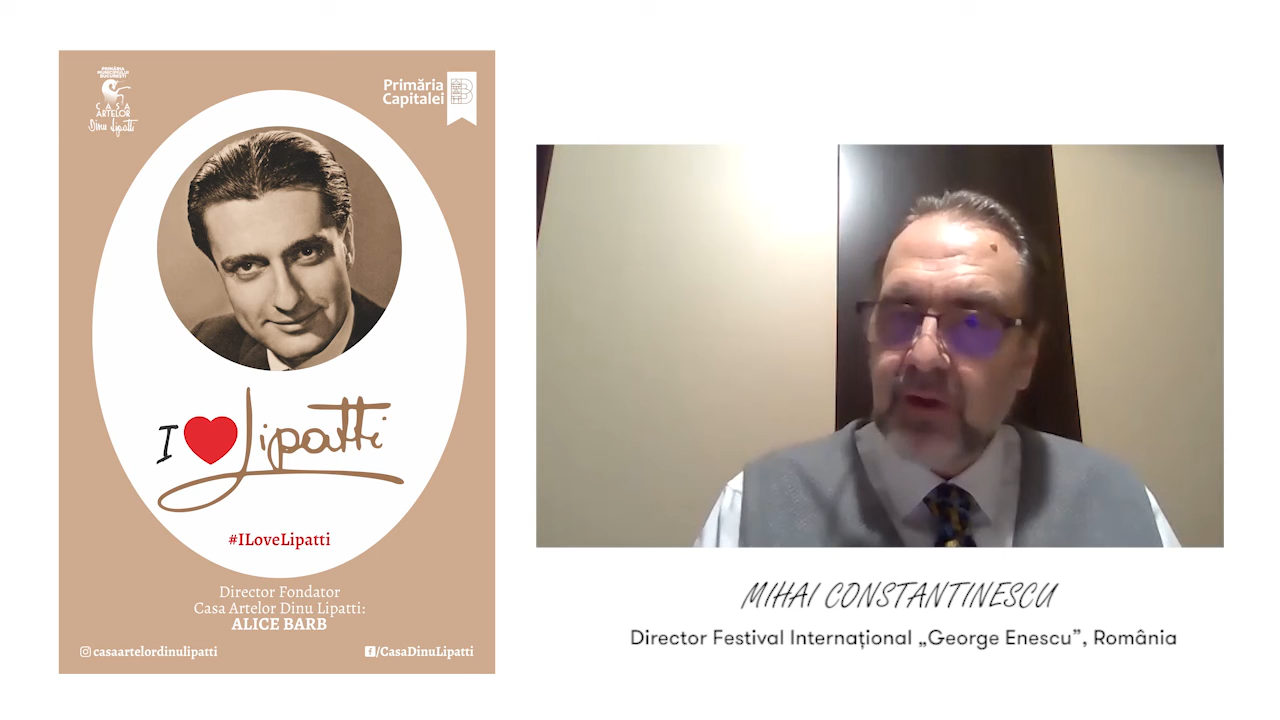 PRIMĂRIA
MUNICIPIULUI
BUCUREȘTI
CASA
ARTELOR
Dinu Lipatti
Primăria
Capitalei
I Lipatti
#ILoveLipatti
Director Fondator
Casa Artelor Dinu Lipatti:
ALICE BARB
casaartelordinulipatti
/CasaDinuLipatti
MIHAI CONSTANTINESCU
Director Festival Internațional „George Enescu”, România